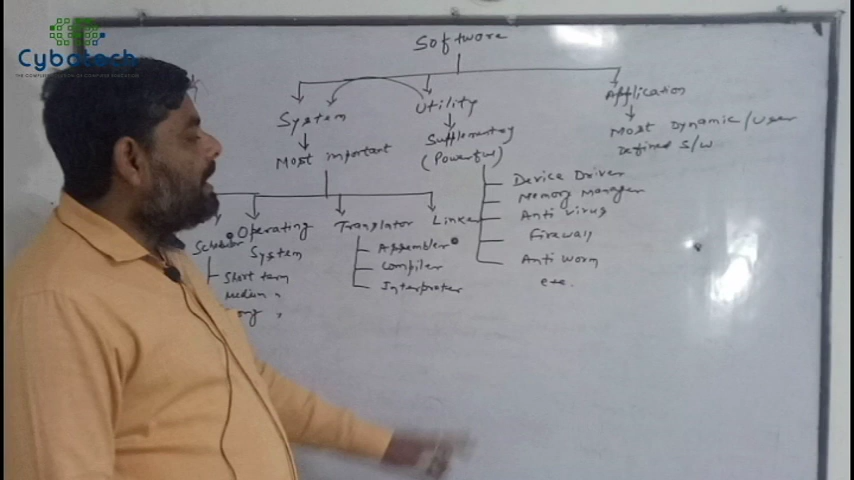 Cybotech
Software
System
Utility
Application
Most important
Supplementary
(Powerful)
Most Dynamic/User
Defined S/W
Device Driver
Memory Manager
Anti virus
Firewall
Anti worm
etc.
Operating
System
Translator
Linker
Assembler
Compiler
Interpreter
Short term
Medium "